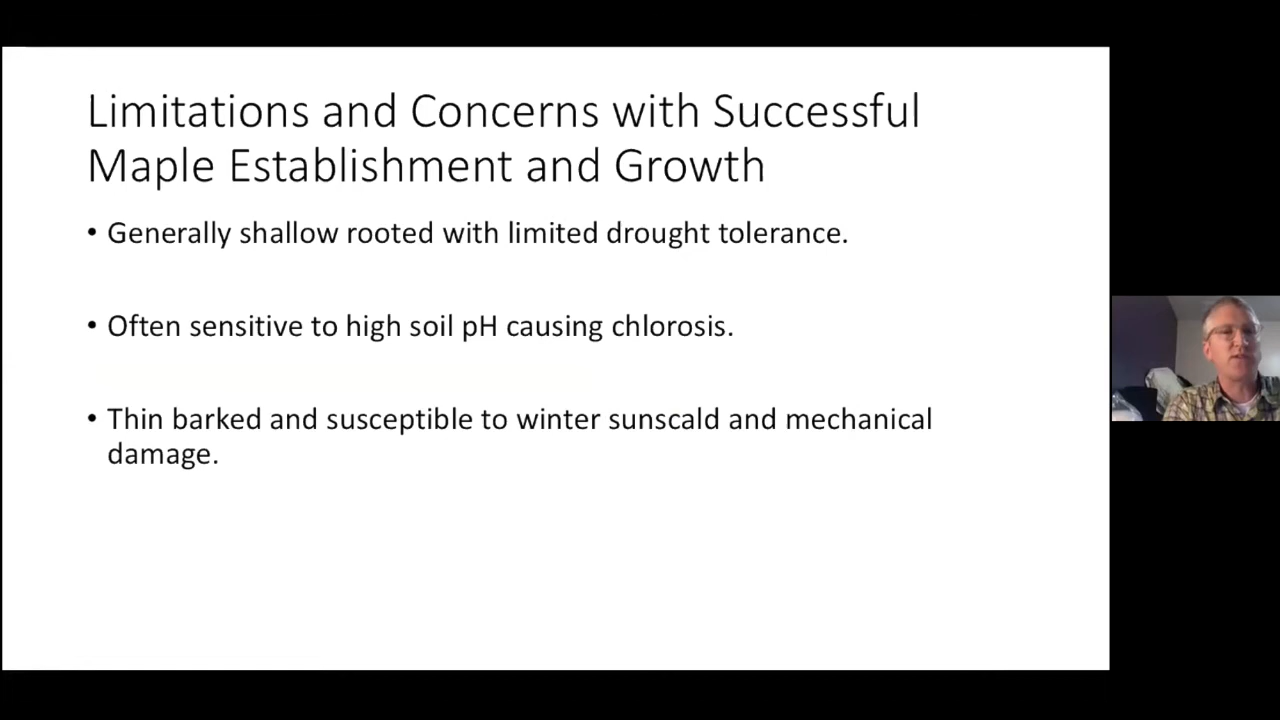 Limitations and Concerns with Successful
Maple Establishment and Growth
• Generally shallow rooted with limited drought tolerance.
• Often sensitive to high soil pH causing chlorosis.
• Thin barked and susceptible to winter sunscald and mechanical
damage.